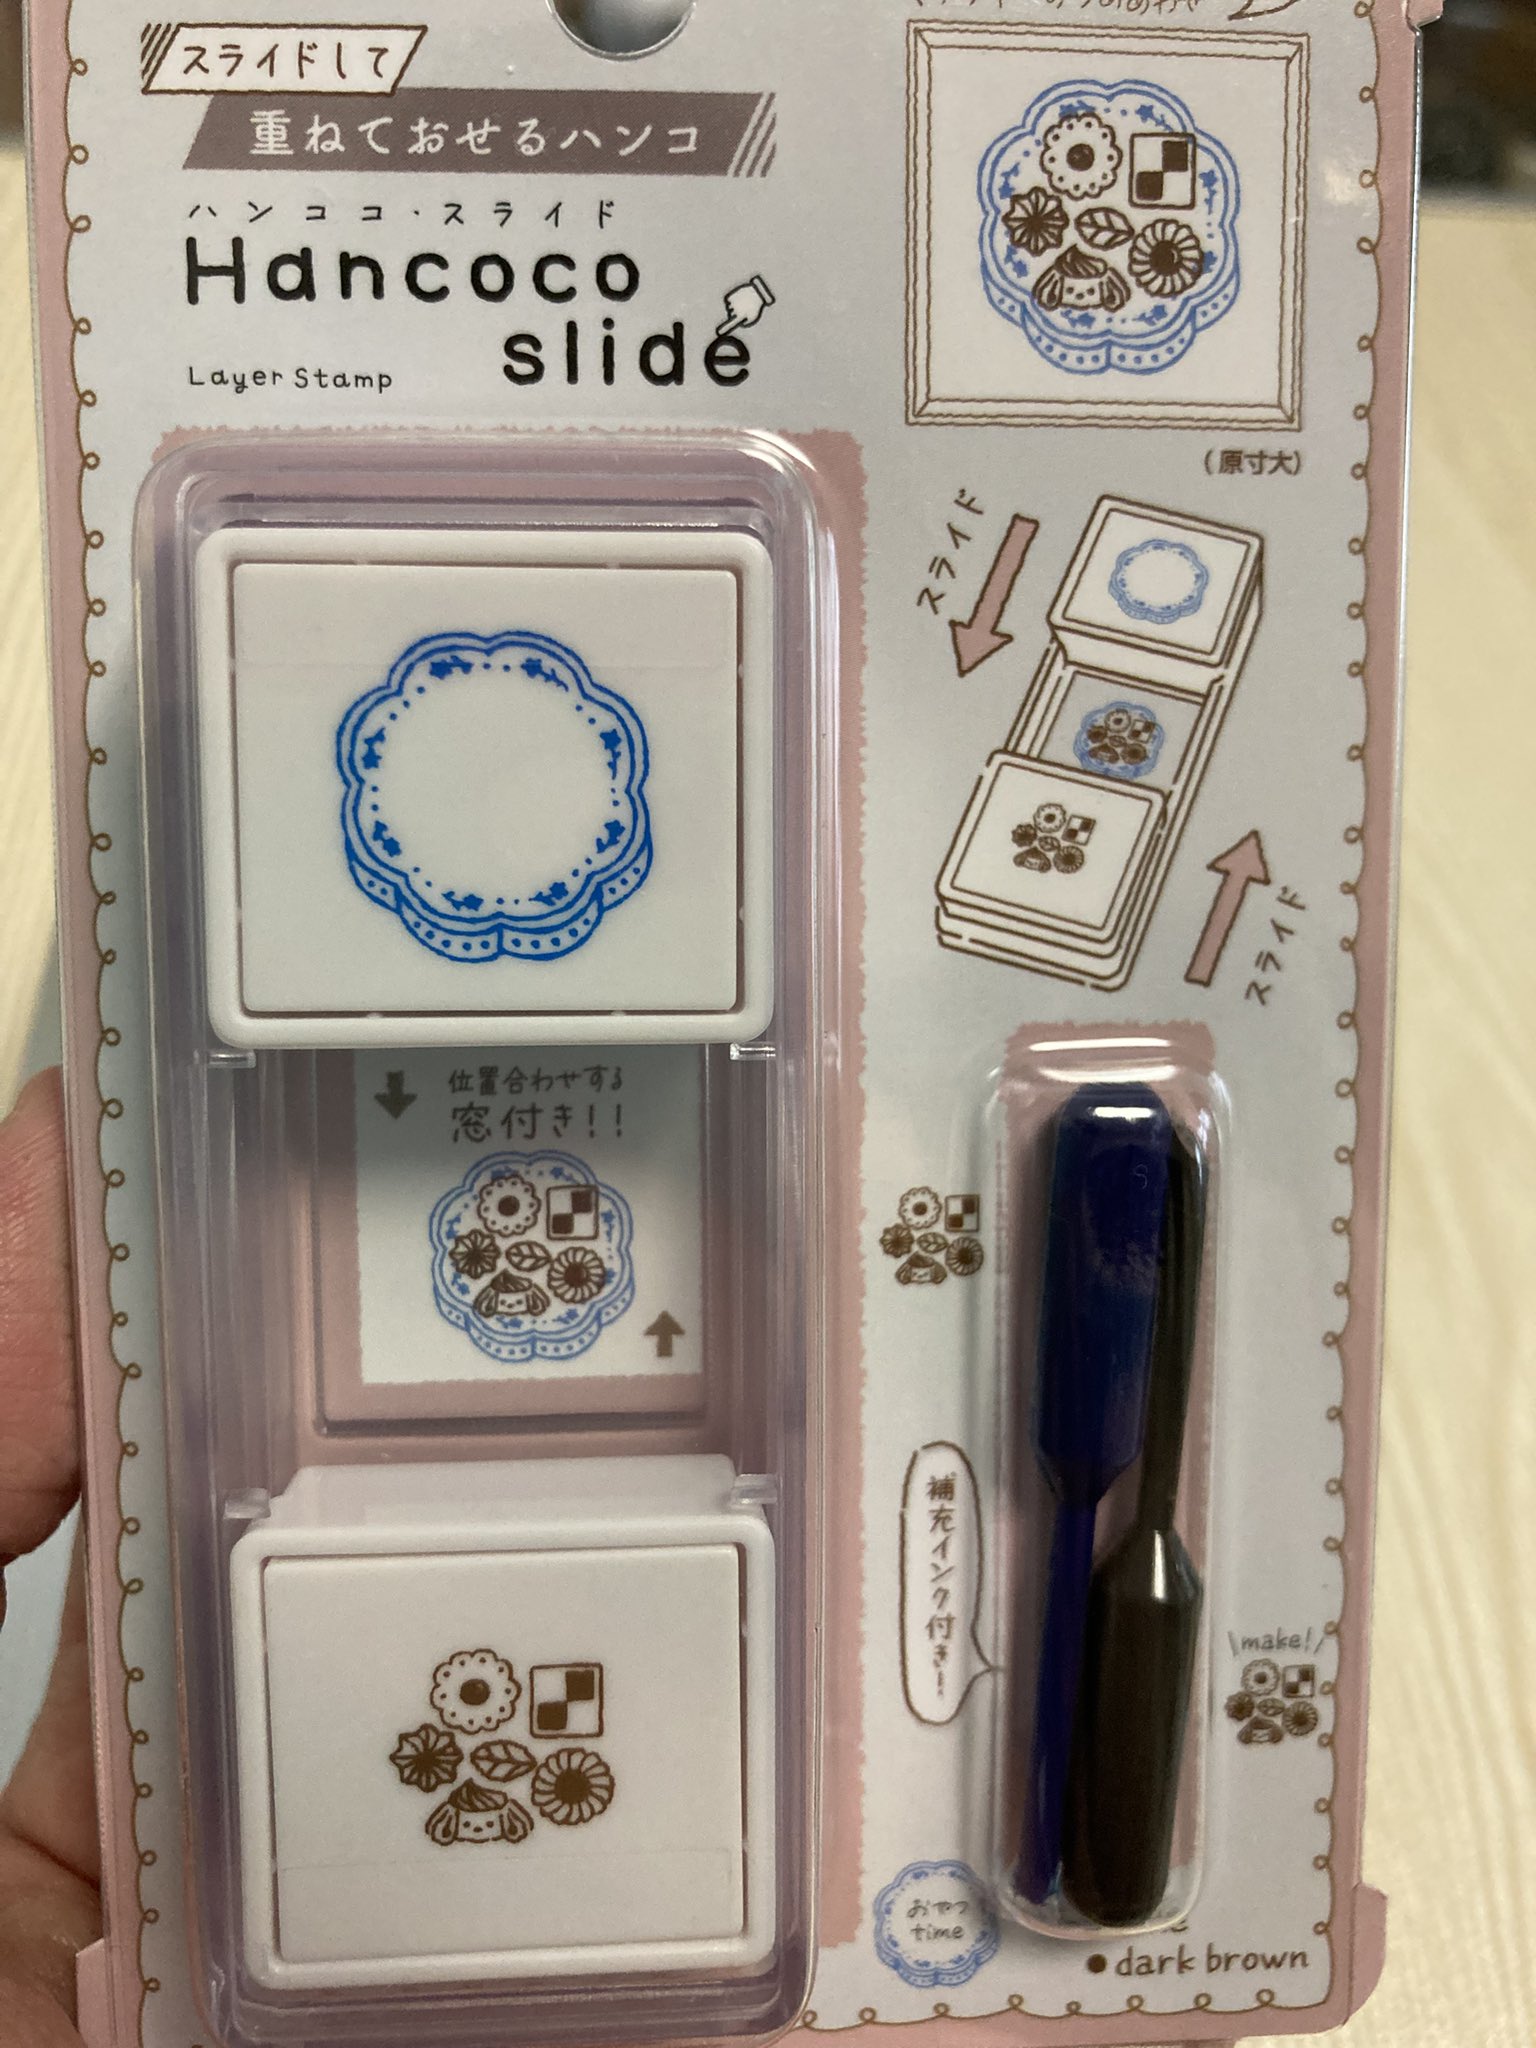 スライドして
重ねておせるハンコ
ハンココ・スライド
Hancoco
slide
Layer Stamp
(原寸大)
スライド
スライド
位置合わせする
窓付き!!
補充インク付き!
\make!/
おやつ
time
●dark brown